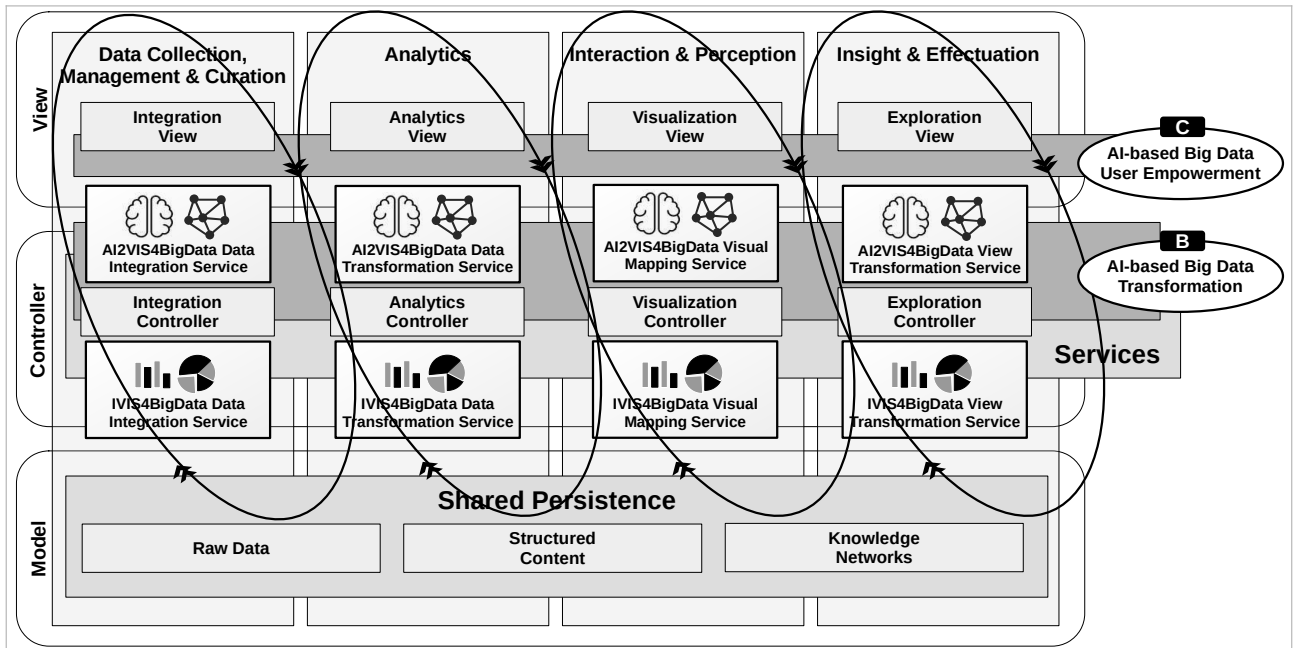 Data Collection,
Management & Curation
Analytics
Interaction & Perception
Insight & Effectuation
View
Integration
View
Analytics
View
Visualization
View
Exploration
View
C
AI-based Big Data
User Empowerment
AI2VIS4BigData Data
Integration Service
AI2VIS4BigData Data
Transformation Service
AI2VIS4BigData Visual
Mapping Service
AI2VIS4BigData View
Transformation Service
B
AI-based Big Data
Transformation
Controller
Integration
Controller
Analytics
Controller
Visualization
Controller
Exploration
Controller
Services
IVIS4BigData Data
Integration Service
IVIS4BigData Data
Transformation Service
IVIS4BigData Visual
Mapping Service
IVIS4BigData View
Transformation Service
Model
Shared Persistence
Raw Data
Structured
Content
Knowledge
Networks